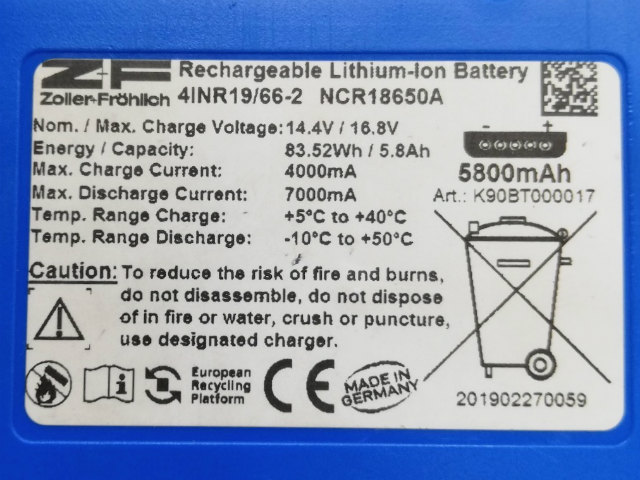 Z+F
Zoller+Fröhlich
Rechargeable Lithium-Ion Battery
4INR19/66-2 NCR18650A
Nom. / Max. Charge Voltage: 14.4V / 16.8V
Energy / Capacity: 83.52Wh / 5.8Ah
Max. Charge Current: 4000mA
Max. Discharge Current: 7000mA
Temp. Range Charge: +5°C to +40°C
Temp. Range Discharge: -10°C to +50°C
- +
5800mAh
Art.: K90BT000017
Caution: To reduce the risk of fire and burns,
do not disassemble, do not dispose
of in fire or water, crush or puncture,
use designated charger.
European
Recycling
Platform
CE
MADE IN
GERMANY
201902270059